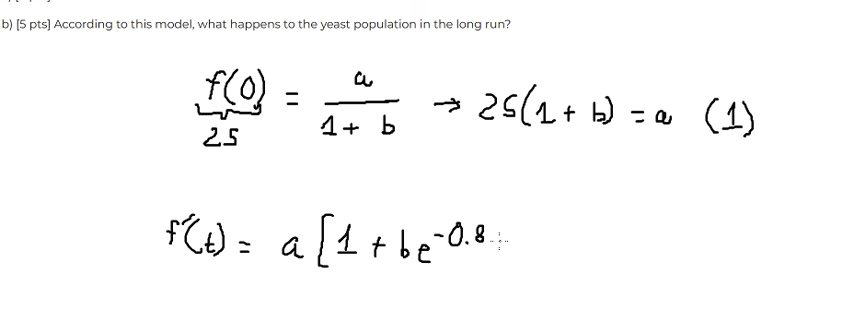 b) [5 pts] According to this model, what happens to the yeast population in the long run?
f(0) = a / 1 + b → 25(1 + b) = a (1)
25
f'(t) = a [1 + be^-0.8